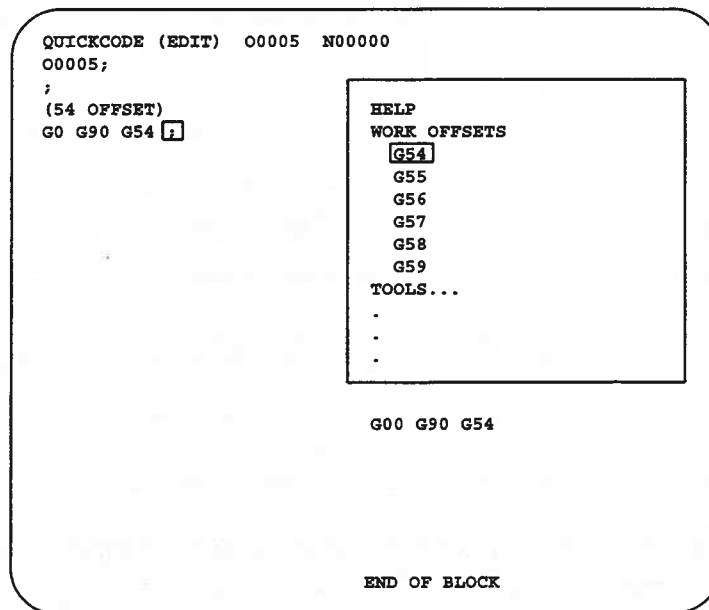 QUICKCODE (EDIT) O0005 N00000
O0005;
;
(54 OFFSET)
G0 G90 G54 ;
HELP
WORK OFFSETS
G54
G55
G56
G57
G58
G59
TOOLS...
.
.
.
G00 G90 G54
END OF BLOCK